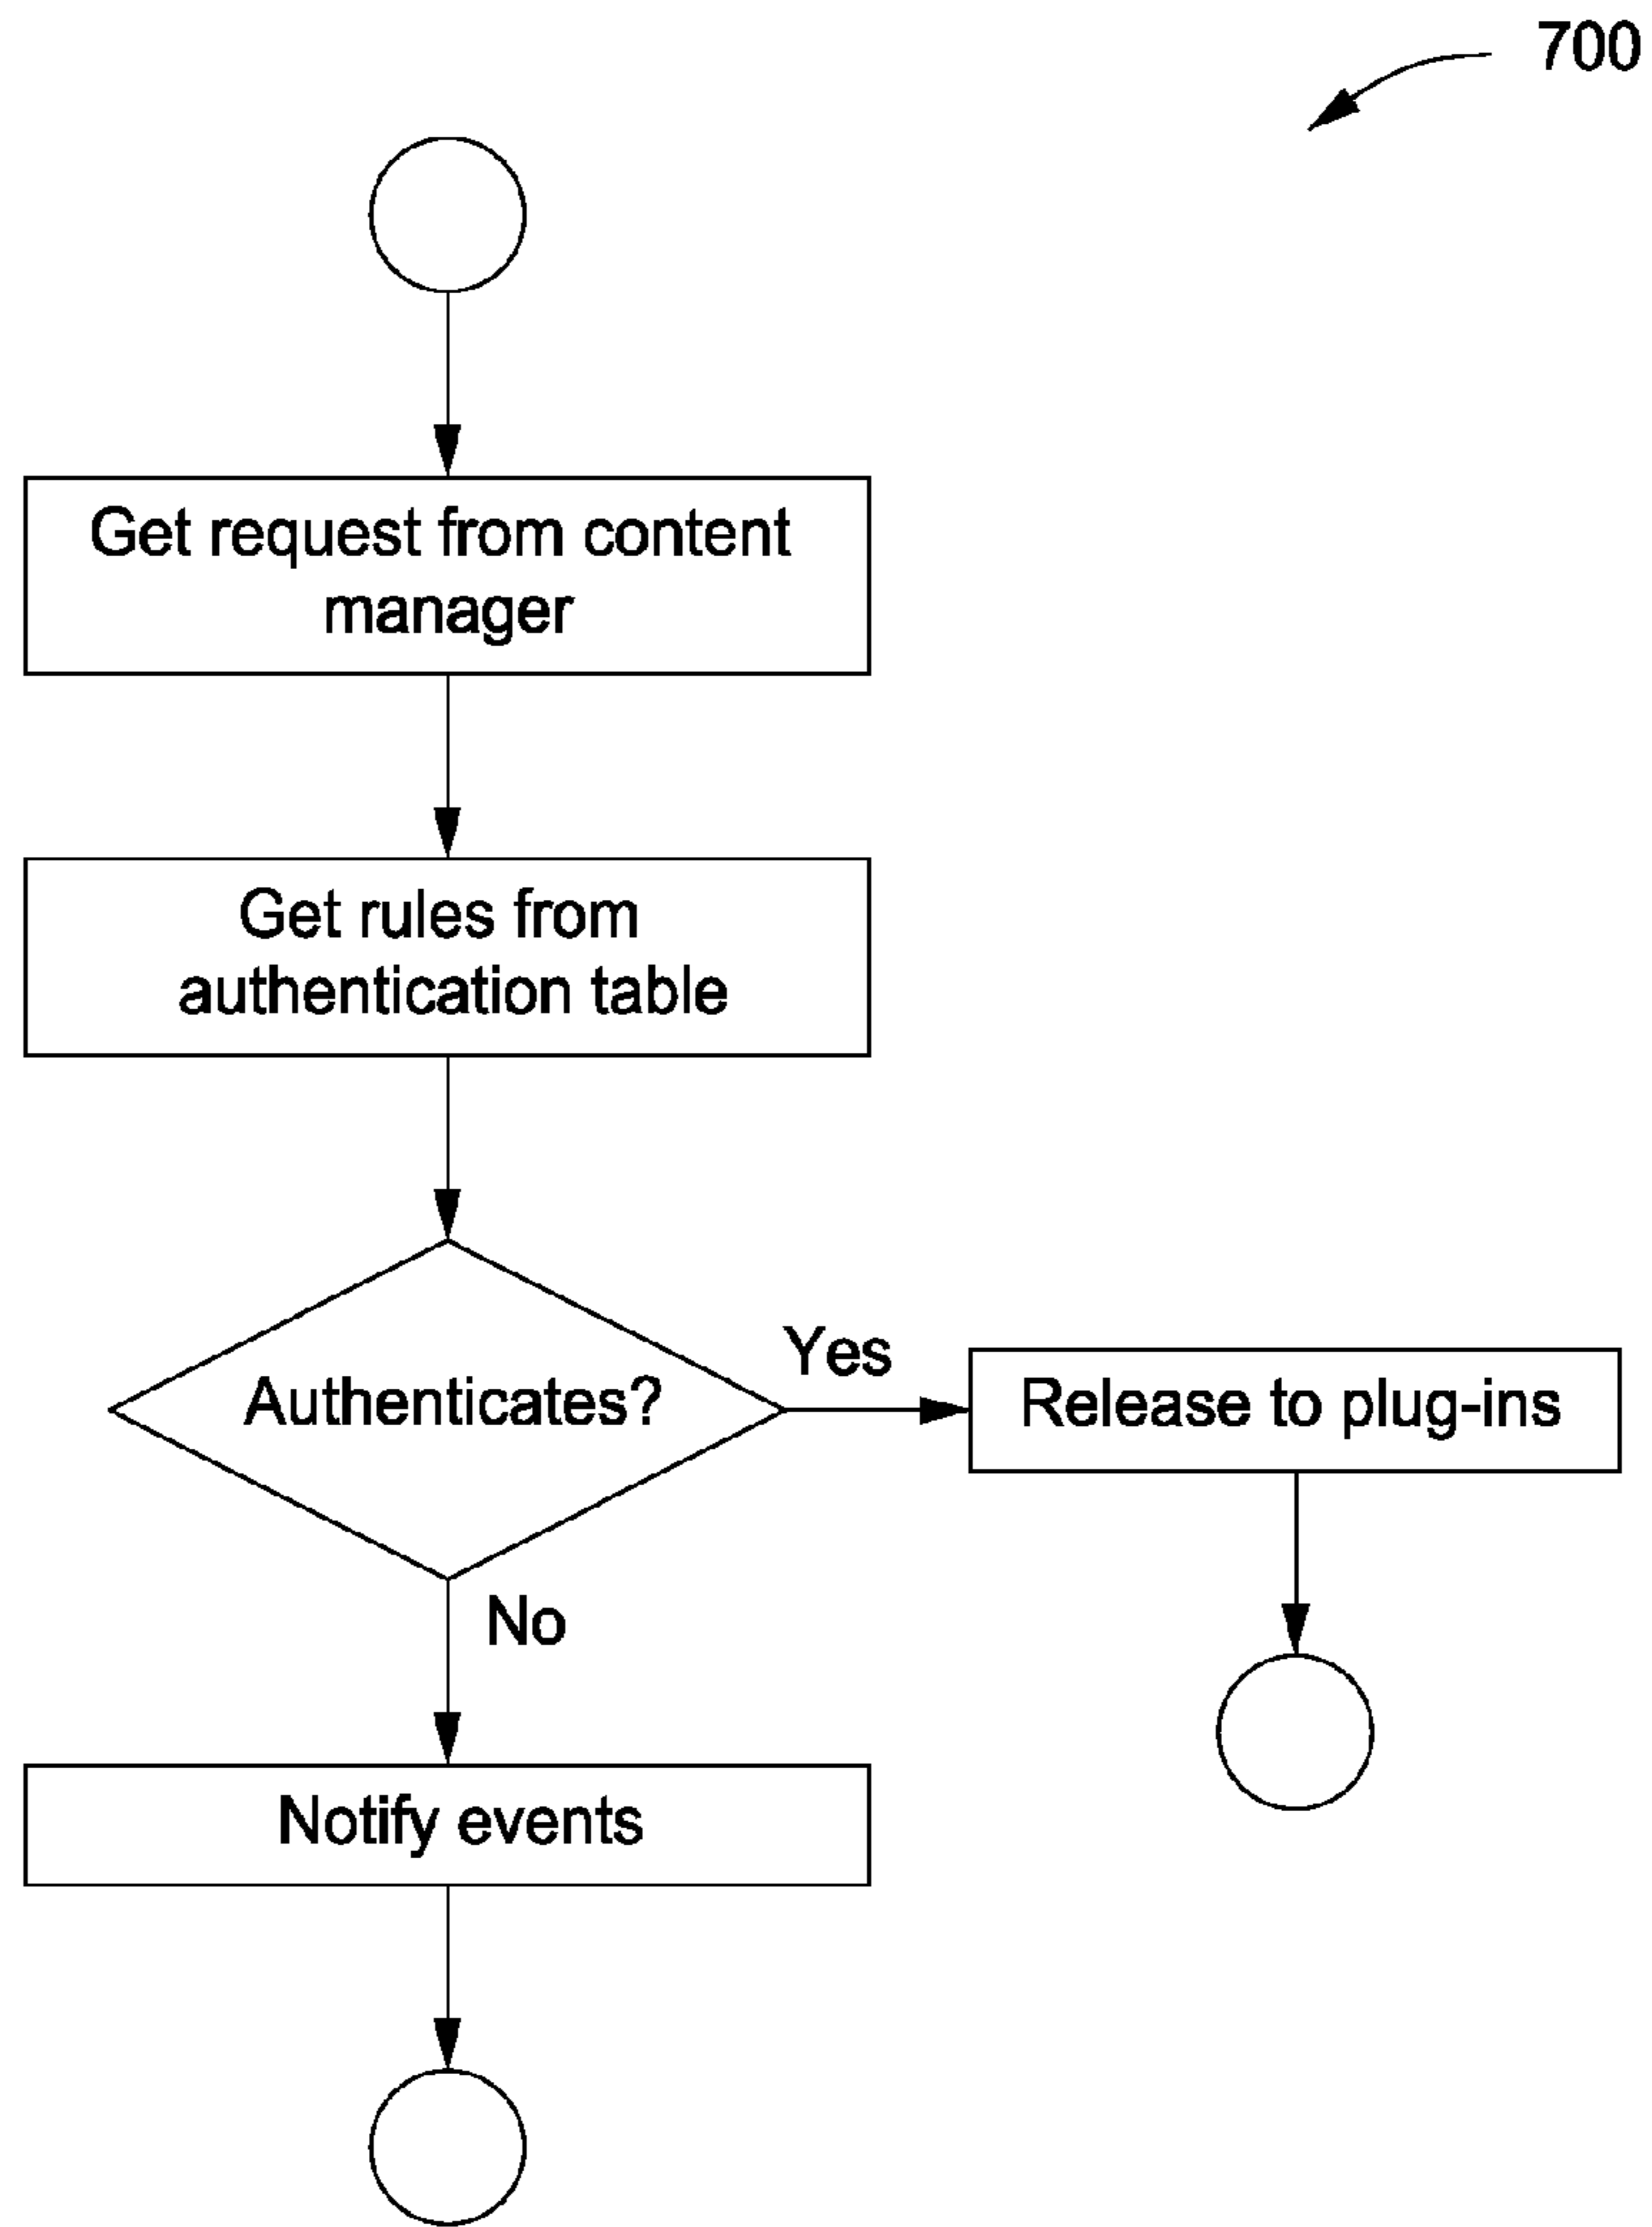 700
Get request from content
manager
Get rules from
authentication table
Authenticates?
Yes
Release to plug-ins
No
Notify events